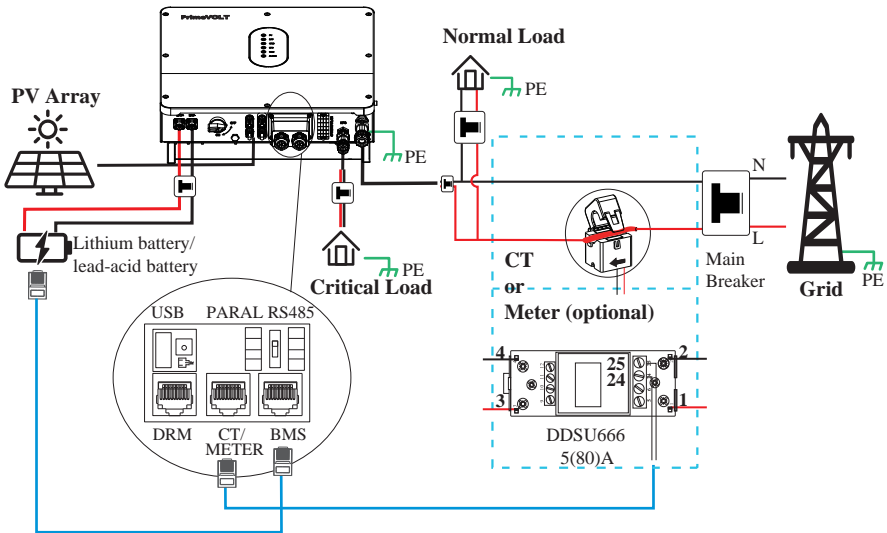 PrimeVOLT
Normal Load
PE
PV Array
PE
N
L
Lithium battery/
lead-acid battery
PE
Critical Load
CT
or
Meter (optional)
Main
Breaker
Grid
PE
USB PARAL RS485
DRM CT/ BMS
METER
4 25 2
24
3 1
DDSU666
5(80)A